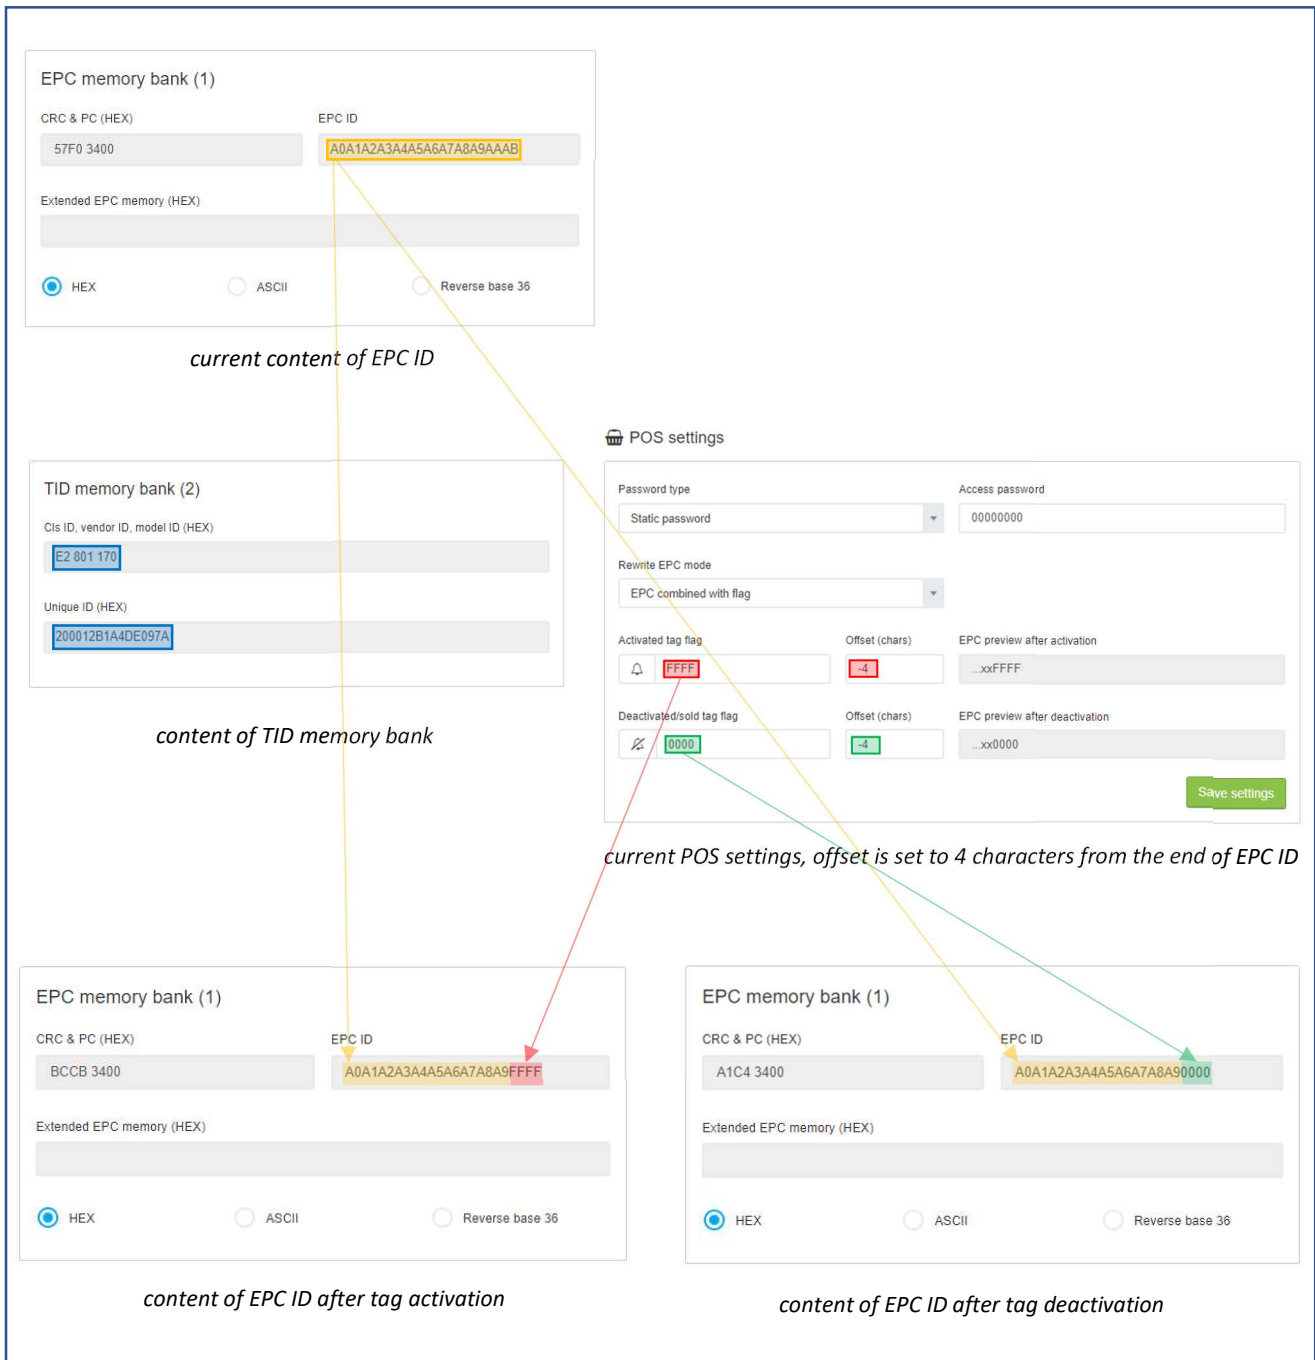 EPC memory bank (1)
CRC & PC (HEX) EPC ID
57F0 3400 A0A1A2A3A4A5A6A7A8A9AAAB
Extended EPC memory (HEX)
HEX ASCII Reverse base 36
current content of EPC ID
POS settings
TID memory bank (2)
Cls ID, vendor ID, model ID (HEX)
E2 801 170
Unique ID (HEX)
200012B1A4DE097A
content of TID memory bank
Password type Access password
Static password 00000000
Rewrite EPC mode
EPC combined with flag
Activated tag flag Offset (chars) EPC preview after activation
FFFF -4 ...xxFFFF
Deactivated/sold tag flag Offset (chars) EPC preview after deactivation
0000 -4 ...xx0000
Save settings
current POS settings, offset is set to 4 characters from the end of EPC ID
EPC memory bank (1)
CRC & PC (HEX) EPC ID
BCCB 3400 A0A1A2A3A4A5A6A7A8A9FFFF
Extended EPC memory (HEX)
HEX ASCII Reverse base 36
content of EPC ID after tag activation
EPC memory bank (1)
CRC & PC (HEX) EPC ID
A1C4 3400 A0A1A2A3A4A5A6A7A8A90000
Extended EPC memory (HEX)
HEX ASCII Reverse base 36
content of EPC ID after tag deactivation